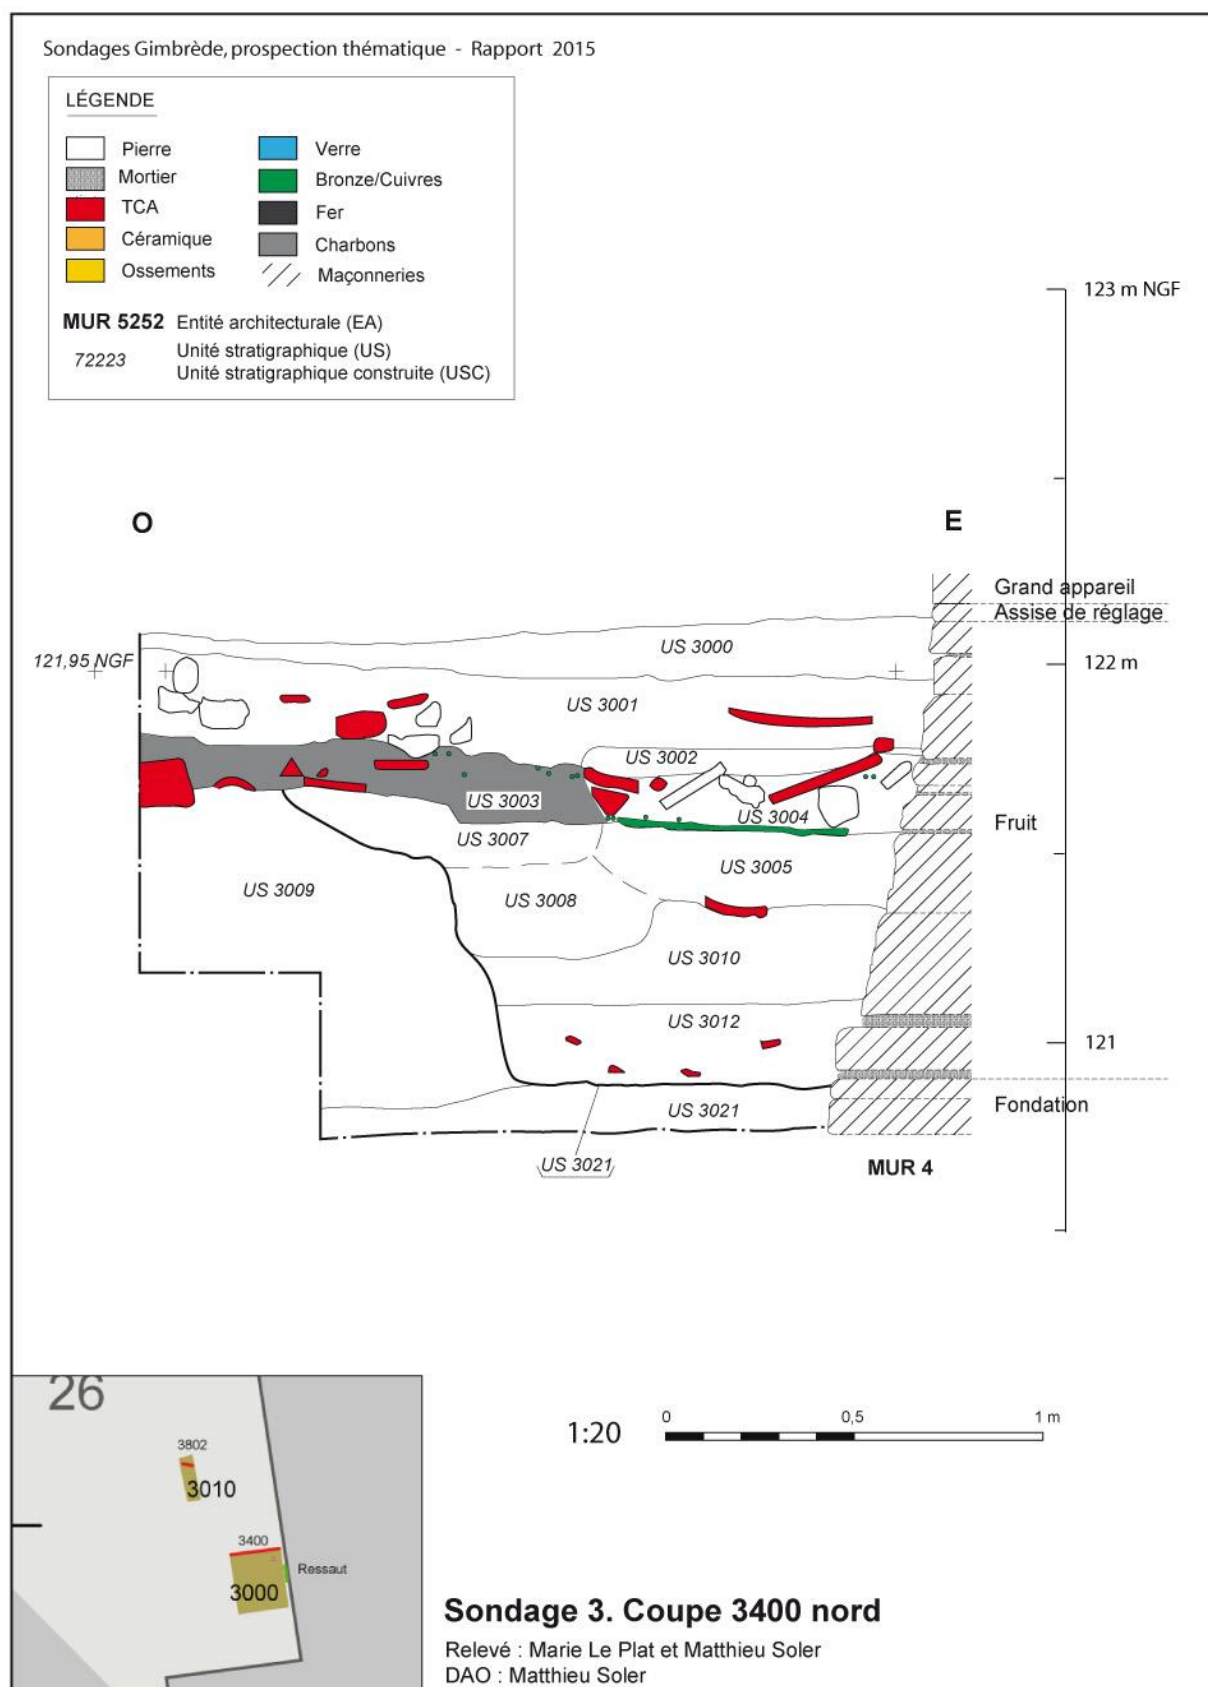 Sondages Gimbrède, prospection thématique - Rapport 2015
LÉGENDE
Pierre
Mortier
TCA
Céramique
Ossements
Verre
Bronze/Cuivres
Fer
Charbons
Maçonneries
MUR 5252 Entité architecturale (EA)
72223 Unité stratigraphique (US)
Unité stratigraphique construite (USC)
123 m NGF
O
E
Grand appareil
Assise de réglage
US 3000
121,95 NGF
122 m
US 3001
US 3002
US 3003
US 3004
Fruit
US 3007
US 3005
US 3009
US 3008
US 3010
US 3012
121
US 3021
Fondation
US 3021
MUR 4
26
3802
3010
3400
Ressaut
3000
1:20
0 0,5 1 m
Sondage 3. Coupe 3400 nord
Relevé : Marie Le Plat et Matthieu Soler
DAO : Matthieu Soler